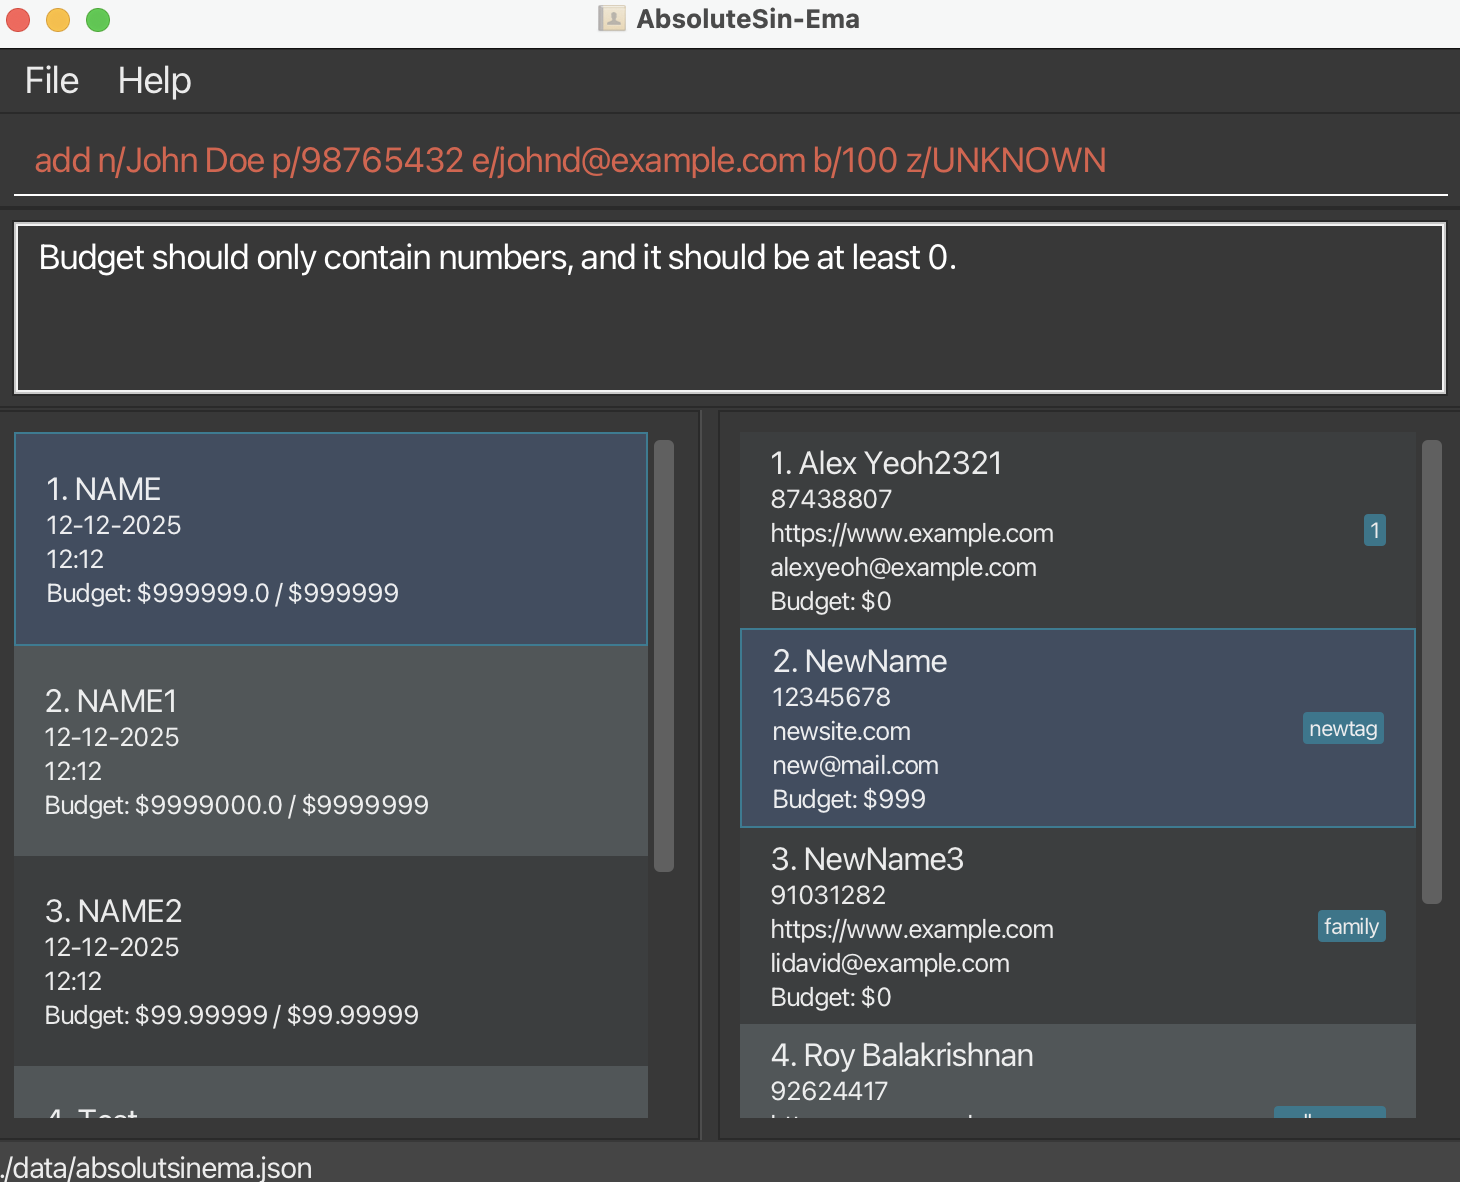 AbsoluteSin-Ema
File Help
add n/John Doe p/98765432 e/johnd@example.com b/100 z/UNKNOWN
Budget should only contain numbers, and it should be at least 0.
1. NAME
12-12-2025
12:12
Budget: $999999.0 / $999999
2. NAME1
12-12-2025
12:12
Budget: $9999000.0 / $9999999
3. NAME2
12-12-2025
12:12
Budget: $99.99999 / $99.99999
4. Test
1. Alex Yeoh2321
87438807
https://www.example.com
1
alexyeoh@example.com
Budget: $0
2. NewName
12345678
newsite.com
newtag
new@mail.com
Budget: $999
3. NewName3
91031282
https://www.example.com
family
lidavid@example.com
Budget: $0
4. Roy Balakrishnan
92624417
./data/absolutsinema.json